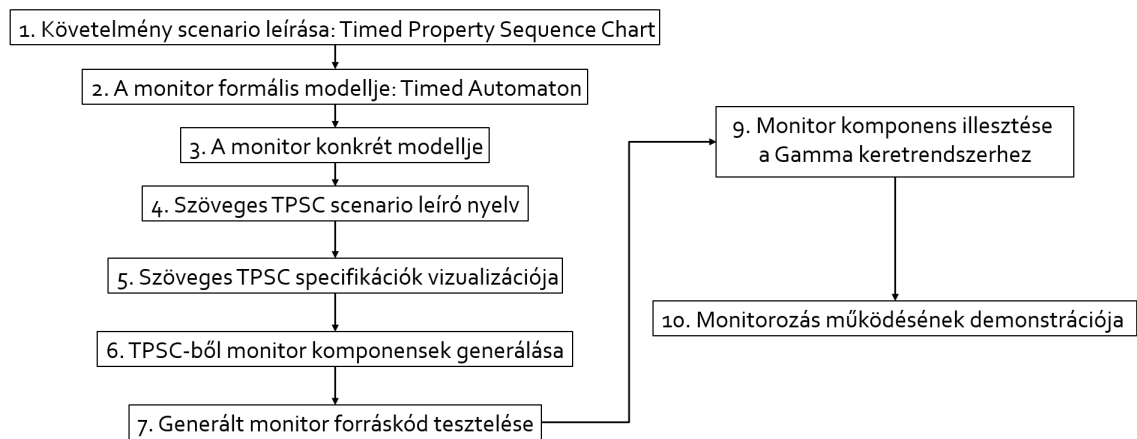 1. Követelmény scenario leírása: Timed Property Sequence Chart
2. A monitor formális modellje: Timed Automaton
3. A monitor konkrét modellje
4. Szöveges TPSC scenario leíró nyelv
5. Szöveges TPSC specifikációk vizualizációja
6. TPSC-ből monitor komponensek generálása
7. Generált monitor forráskód tesztelése
9. Monitor komponens illesztése
a Gamma keretrendszerhez
10. Monitorozás működésének demonstrációja